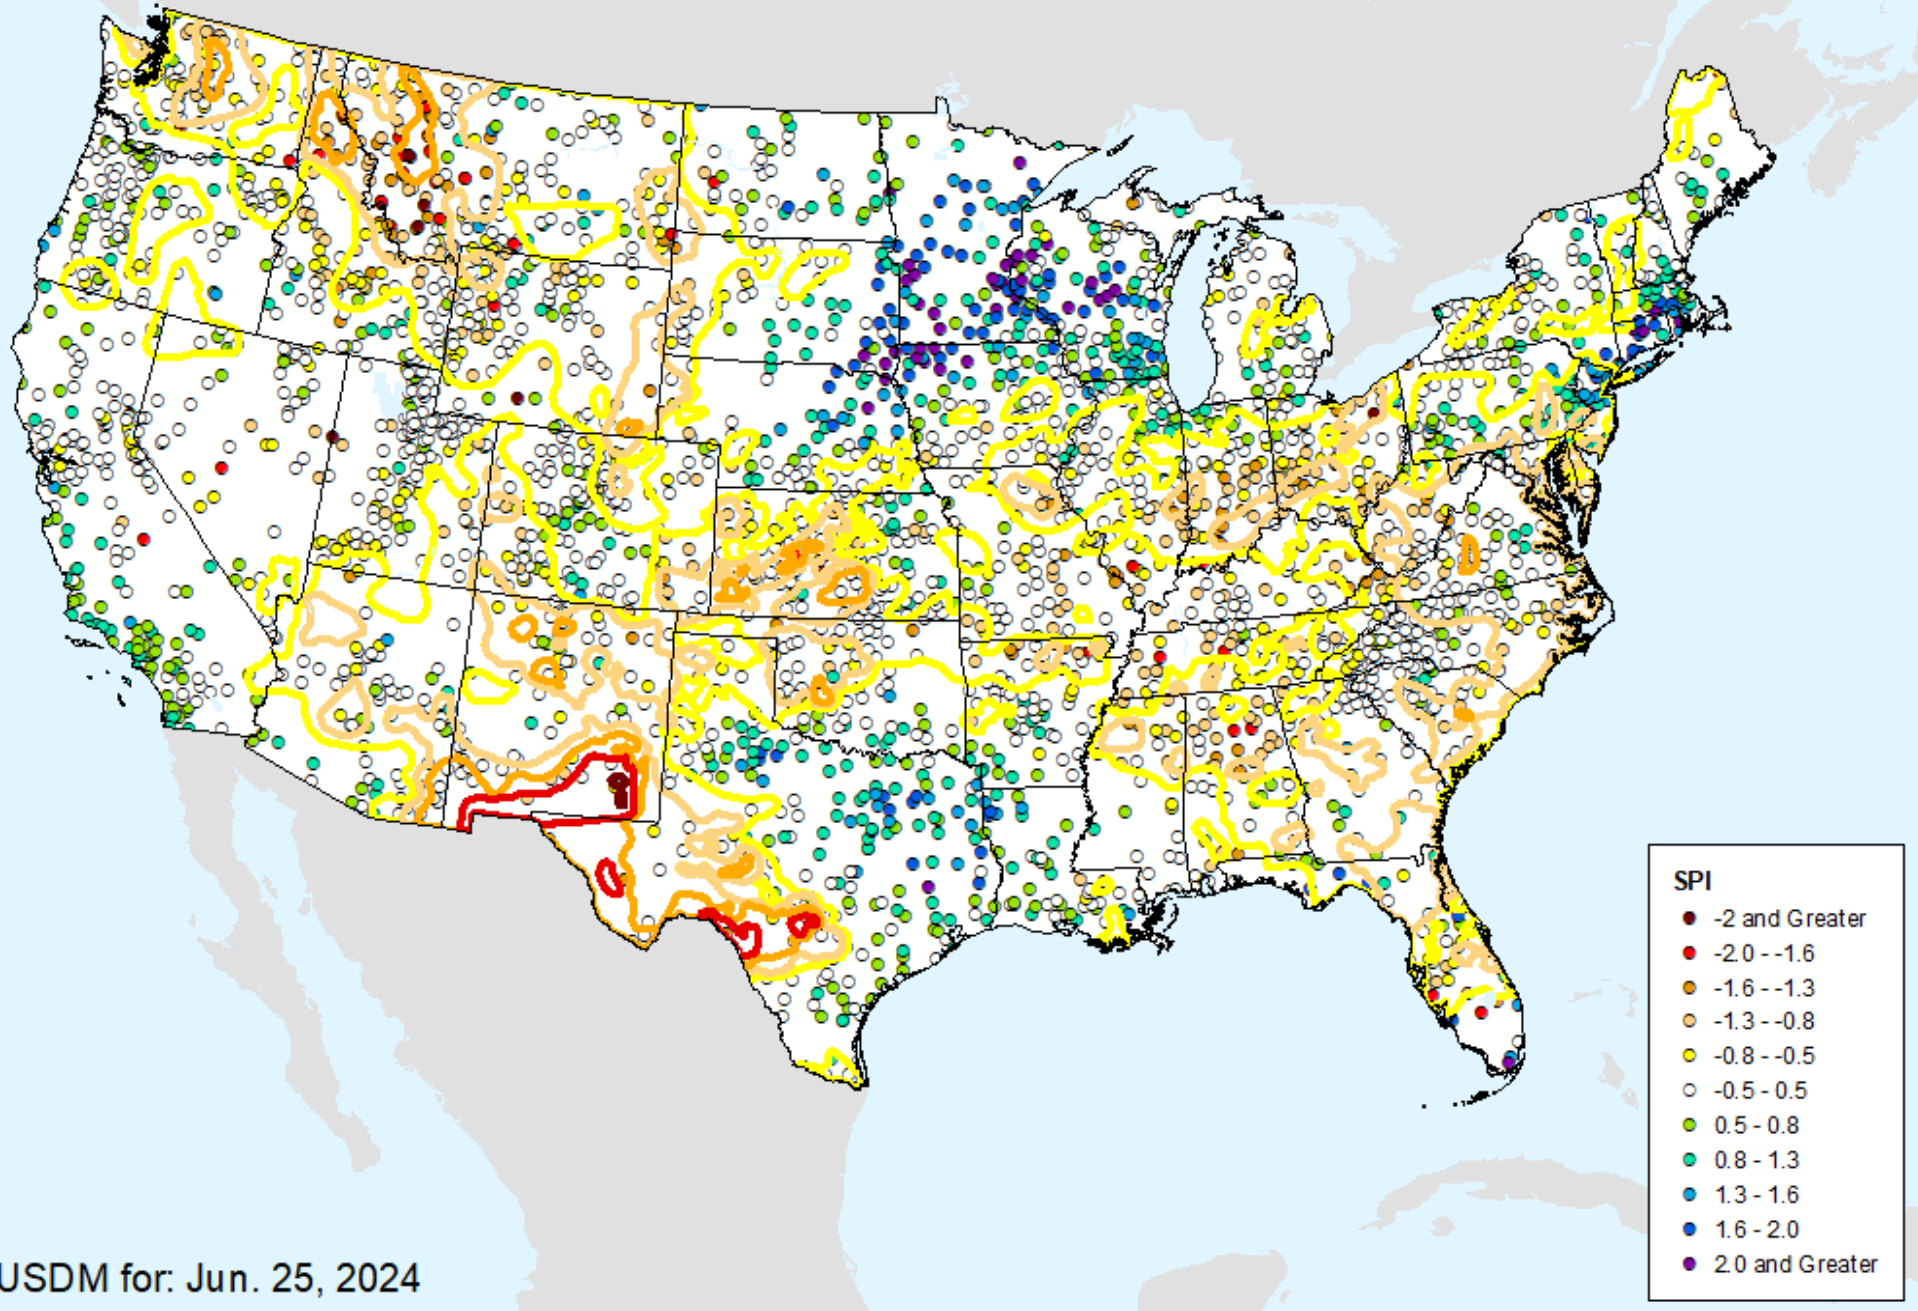 SPI
-2 and Greater
-2.0 - -1.6
-1.6 - -1.3
-1.3 - -0.8
-0.8 - -0.5
-0.5 - 0.5
0.5 - 0.8
0.8 - 1.3
1.3 - 1.6
1.6 - 2.0
2.0 and Greater
USDM for: Jun. 25, 2024